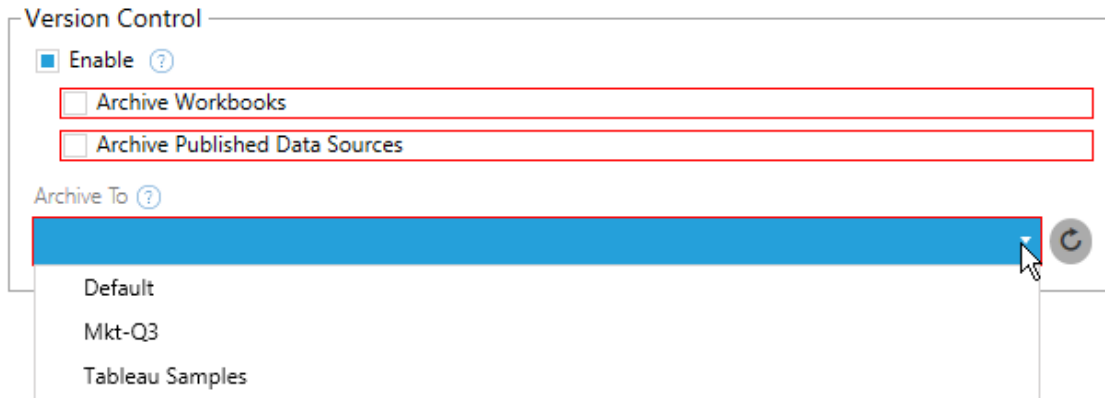 Version Control
Enable ?
Archive Workbooks
Archive Published Data Sources
Archive To ?
Default
Mkt-Q3
Tableau Samples